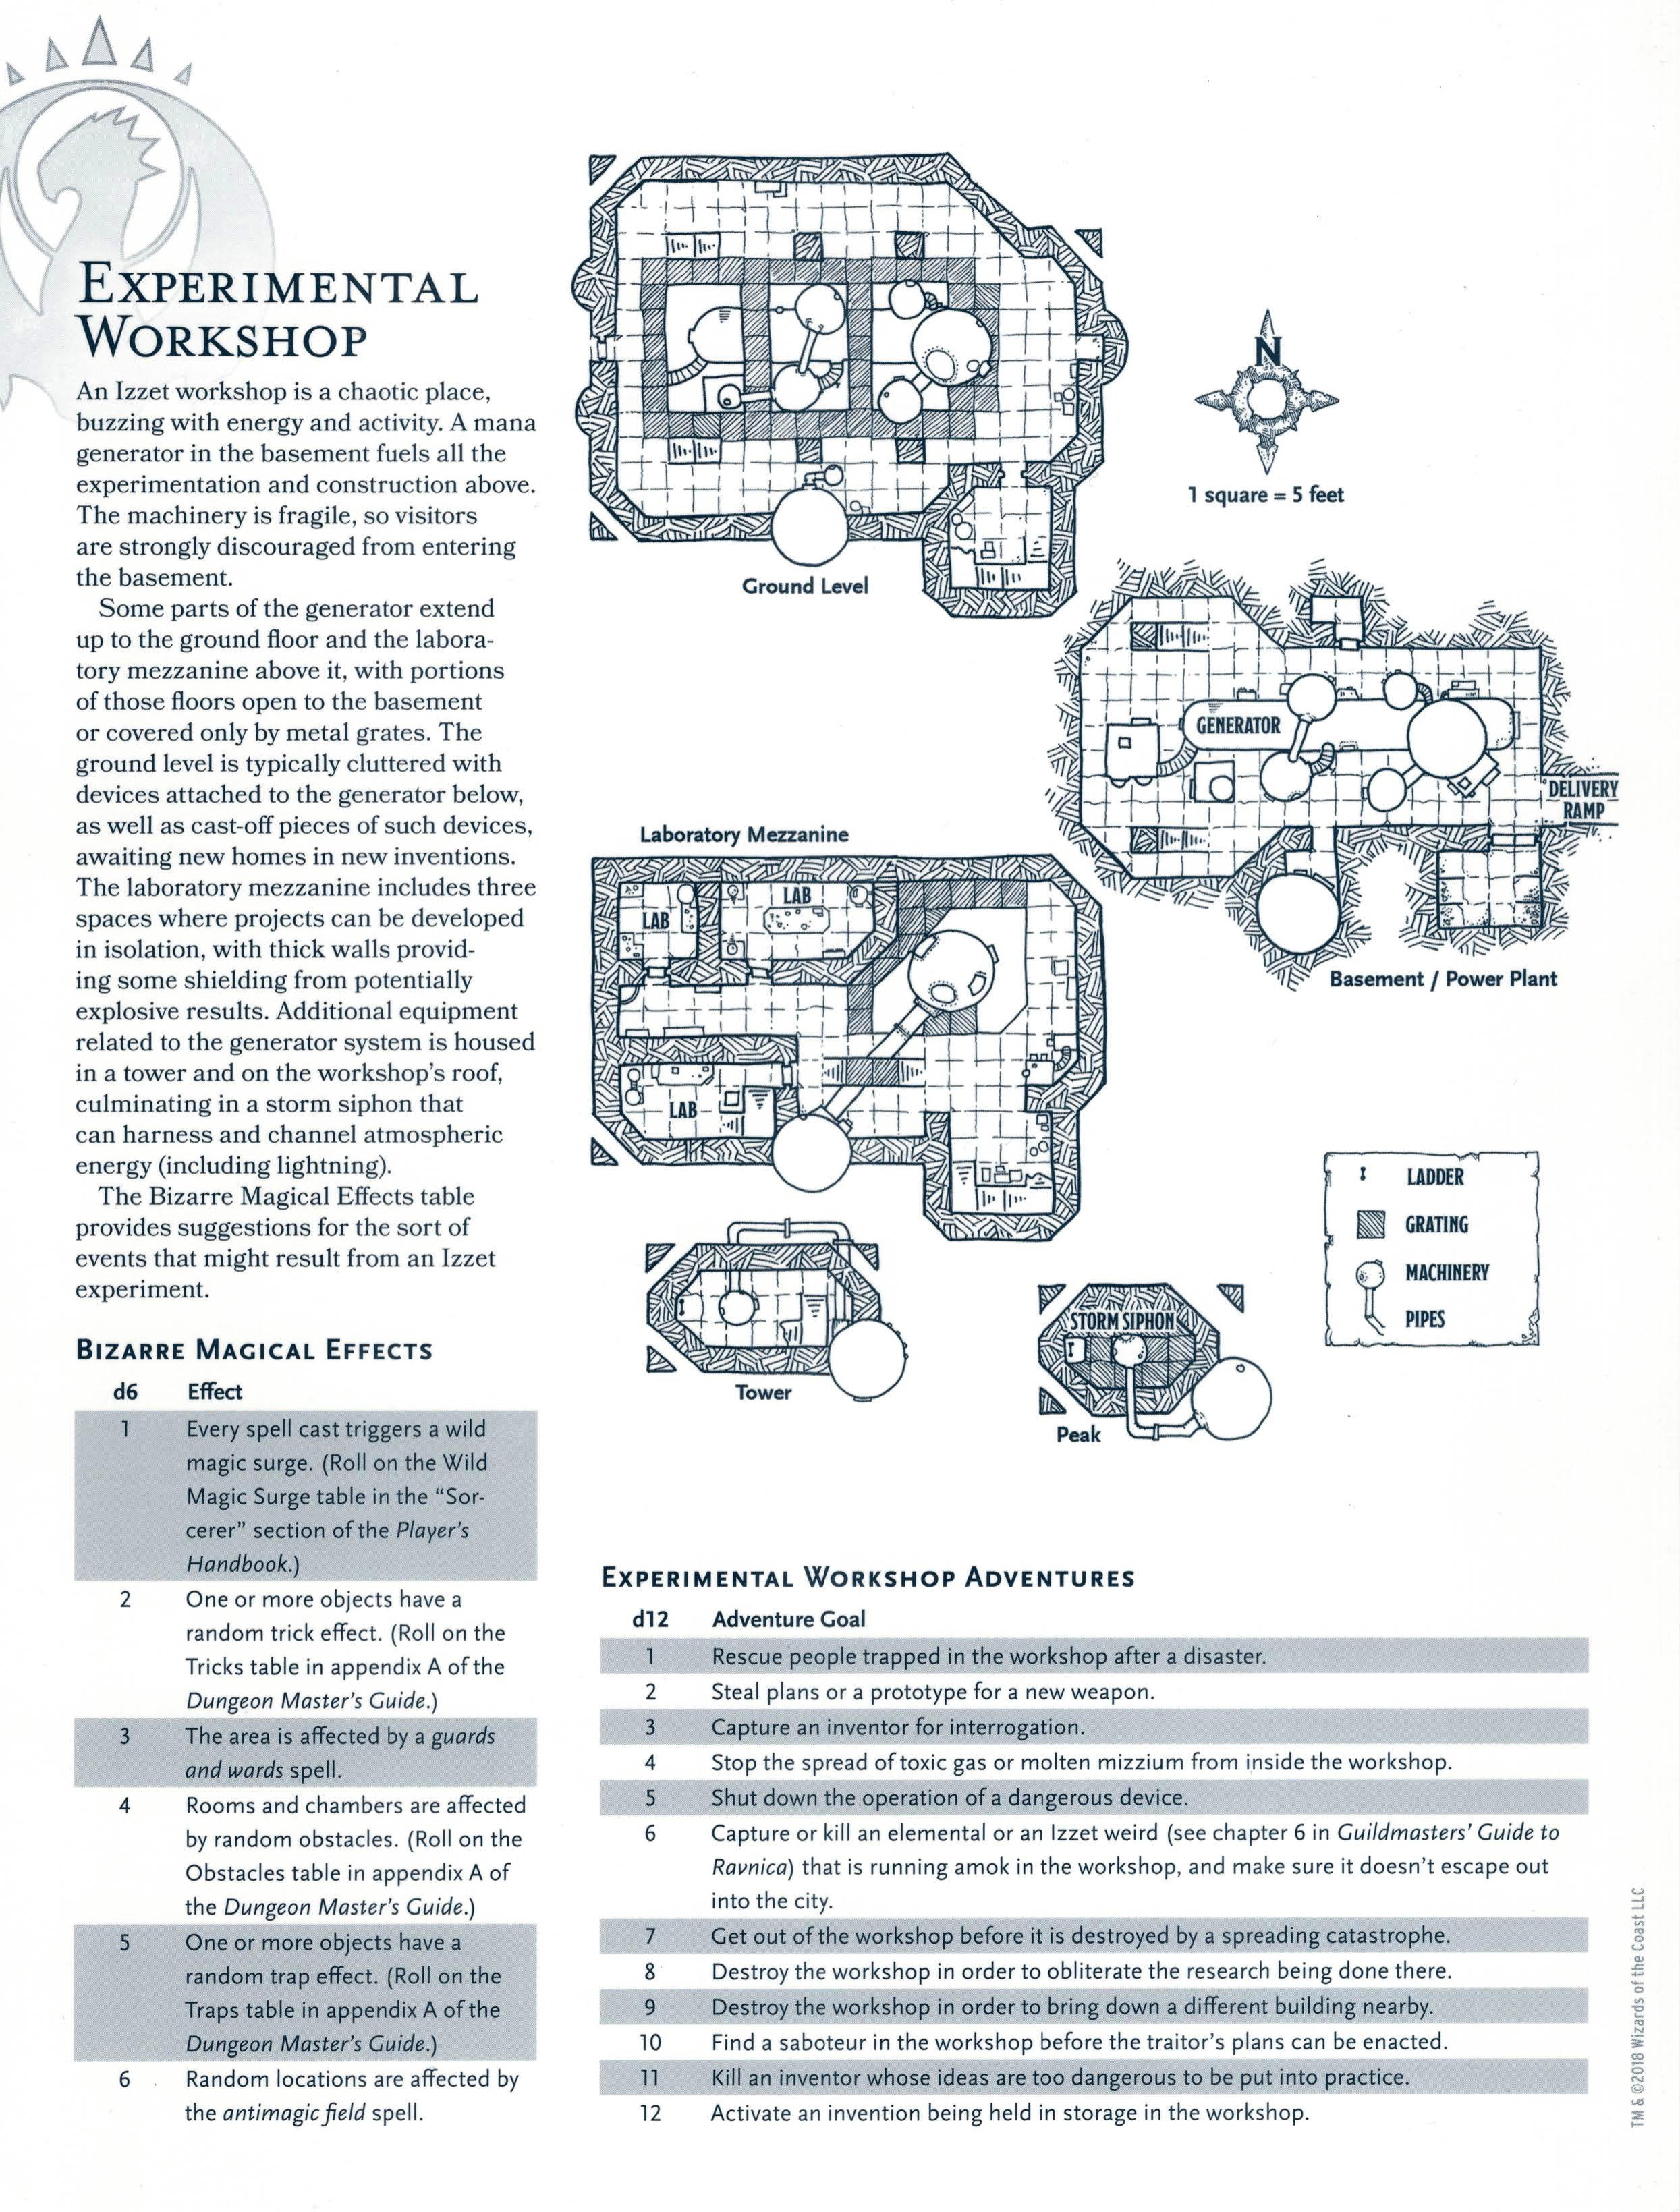 EXPERIMENTAL
WORKSHOP
An Izzet workshop is a chaotic place,
buzzing with energy and activity. A mana
generator in the basement fuels all the
experimentation and construction above.
The machinery is fragile, so visitors
are strongly discouraged from entering
the basement.
Some parts of the generator extend
up to the ground floor and the labora-
tory mezzanine above it, with portions
of those floors open to the basement
or covered only by metal grates. The
ground level is typically cluttered with
devices attached to the generator below,
as well as cast-off pieces of such devices,
awaiting new homes in new inventions.
The laboratory mezzanine includes three
spaces where projects can be developed
in isolation, with thick walls provid-
ing some shielding from potentially
explosive results. Additional equipment
related to the generator system is housed
in a tower and on the workshop's roof,
culminating in a storm siphon that
can harness and channel atmospheric
energy (including lightning).
The Bizarre Magical Effects table
provides suggestions for the sort of
events that might result from an Izzet
experiment.
BIZARRE MAGICAL EFFECTS
d6 Effect
1 Every spell cast triggers a wild
magic surge. (Roll on the Wild
Magic Surge table in the “Sor-
cerer” section of the Player's
Handbook.)
2 One or more objects have a
random trick effect. (Roll on the
Tricks table in appendix A of the
Dungeon Master's Guide.)
3 The area is affected by a guards
and wards spell.
4 Rooms and chambers are affected
by random obstacles. (Roll on the
Obstacles table in appendix A of
the Dungeon Master's Guide.)
5 One or more objects have a
random trap effect. (Roll on the
Traps table in appendix A of the
Dungeon Master's Guide.)
6 Random locations are affected by
the antimagic field spell.
Ground Level
N
1 square = 5 feet
GENERATOR
DELIVERY
RAMP
Basement / Power Plant
Laboratory Mezzanine
LAB
LAB
LAB
Tower
STORM SIPHON
Peak
LADDER
GRATING
MACHINERY
PIPES
EXPERIMENTAL WORKSHOP ADVENTURES
d12 Adventure Goal
1 Rescue people trapped in the workshop after a disaster.
2 Steal plans or a prototype for a new weapon.
3 Capture an inventor for interrogation.
4 Stop the spread of toxic gas or molten mizzium from inside the workshop.
5 Shut down the operation of a dangerous device.
6 Capture or kill an elemental or an Izzet weird (see chapter 6 in Guildmasters' Guide to
Ravnica) that is running amok in the workshop, and make sure it doesn't escape out
into the city.
7 Get out of the workshop before it is destroyed by a spreading catastrophe.
8 Destroy the workshop in order to obliterate the research being done there.
9 Destroy the workshop in order to bring down a different building nearby.
10 Find a saboteur in the workshop before the traitor's plans can be enacted.
11 Kill an inventor whose ideas are too dangerous to be put into practice.
12 Activate an invention being held in storage in the workshop.
TM & ©2018 Wizards of the Coast LLC